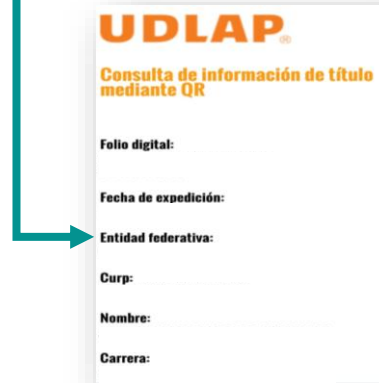 UDLAP®
Consulta de información de título
mediante QR
Folio digital:
Fecha de expedición:
Entidad federativa:
Curp:
Nombre:
Carrera: